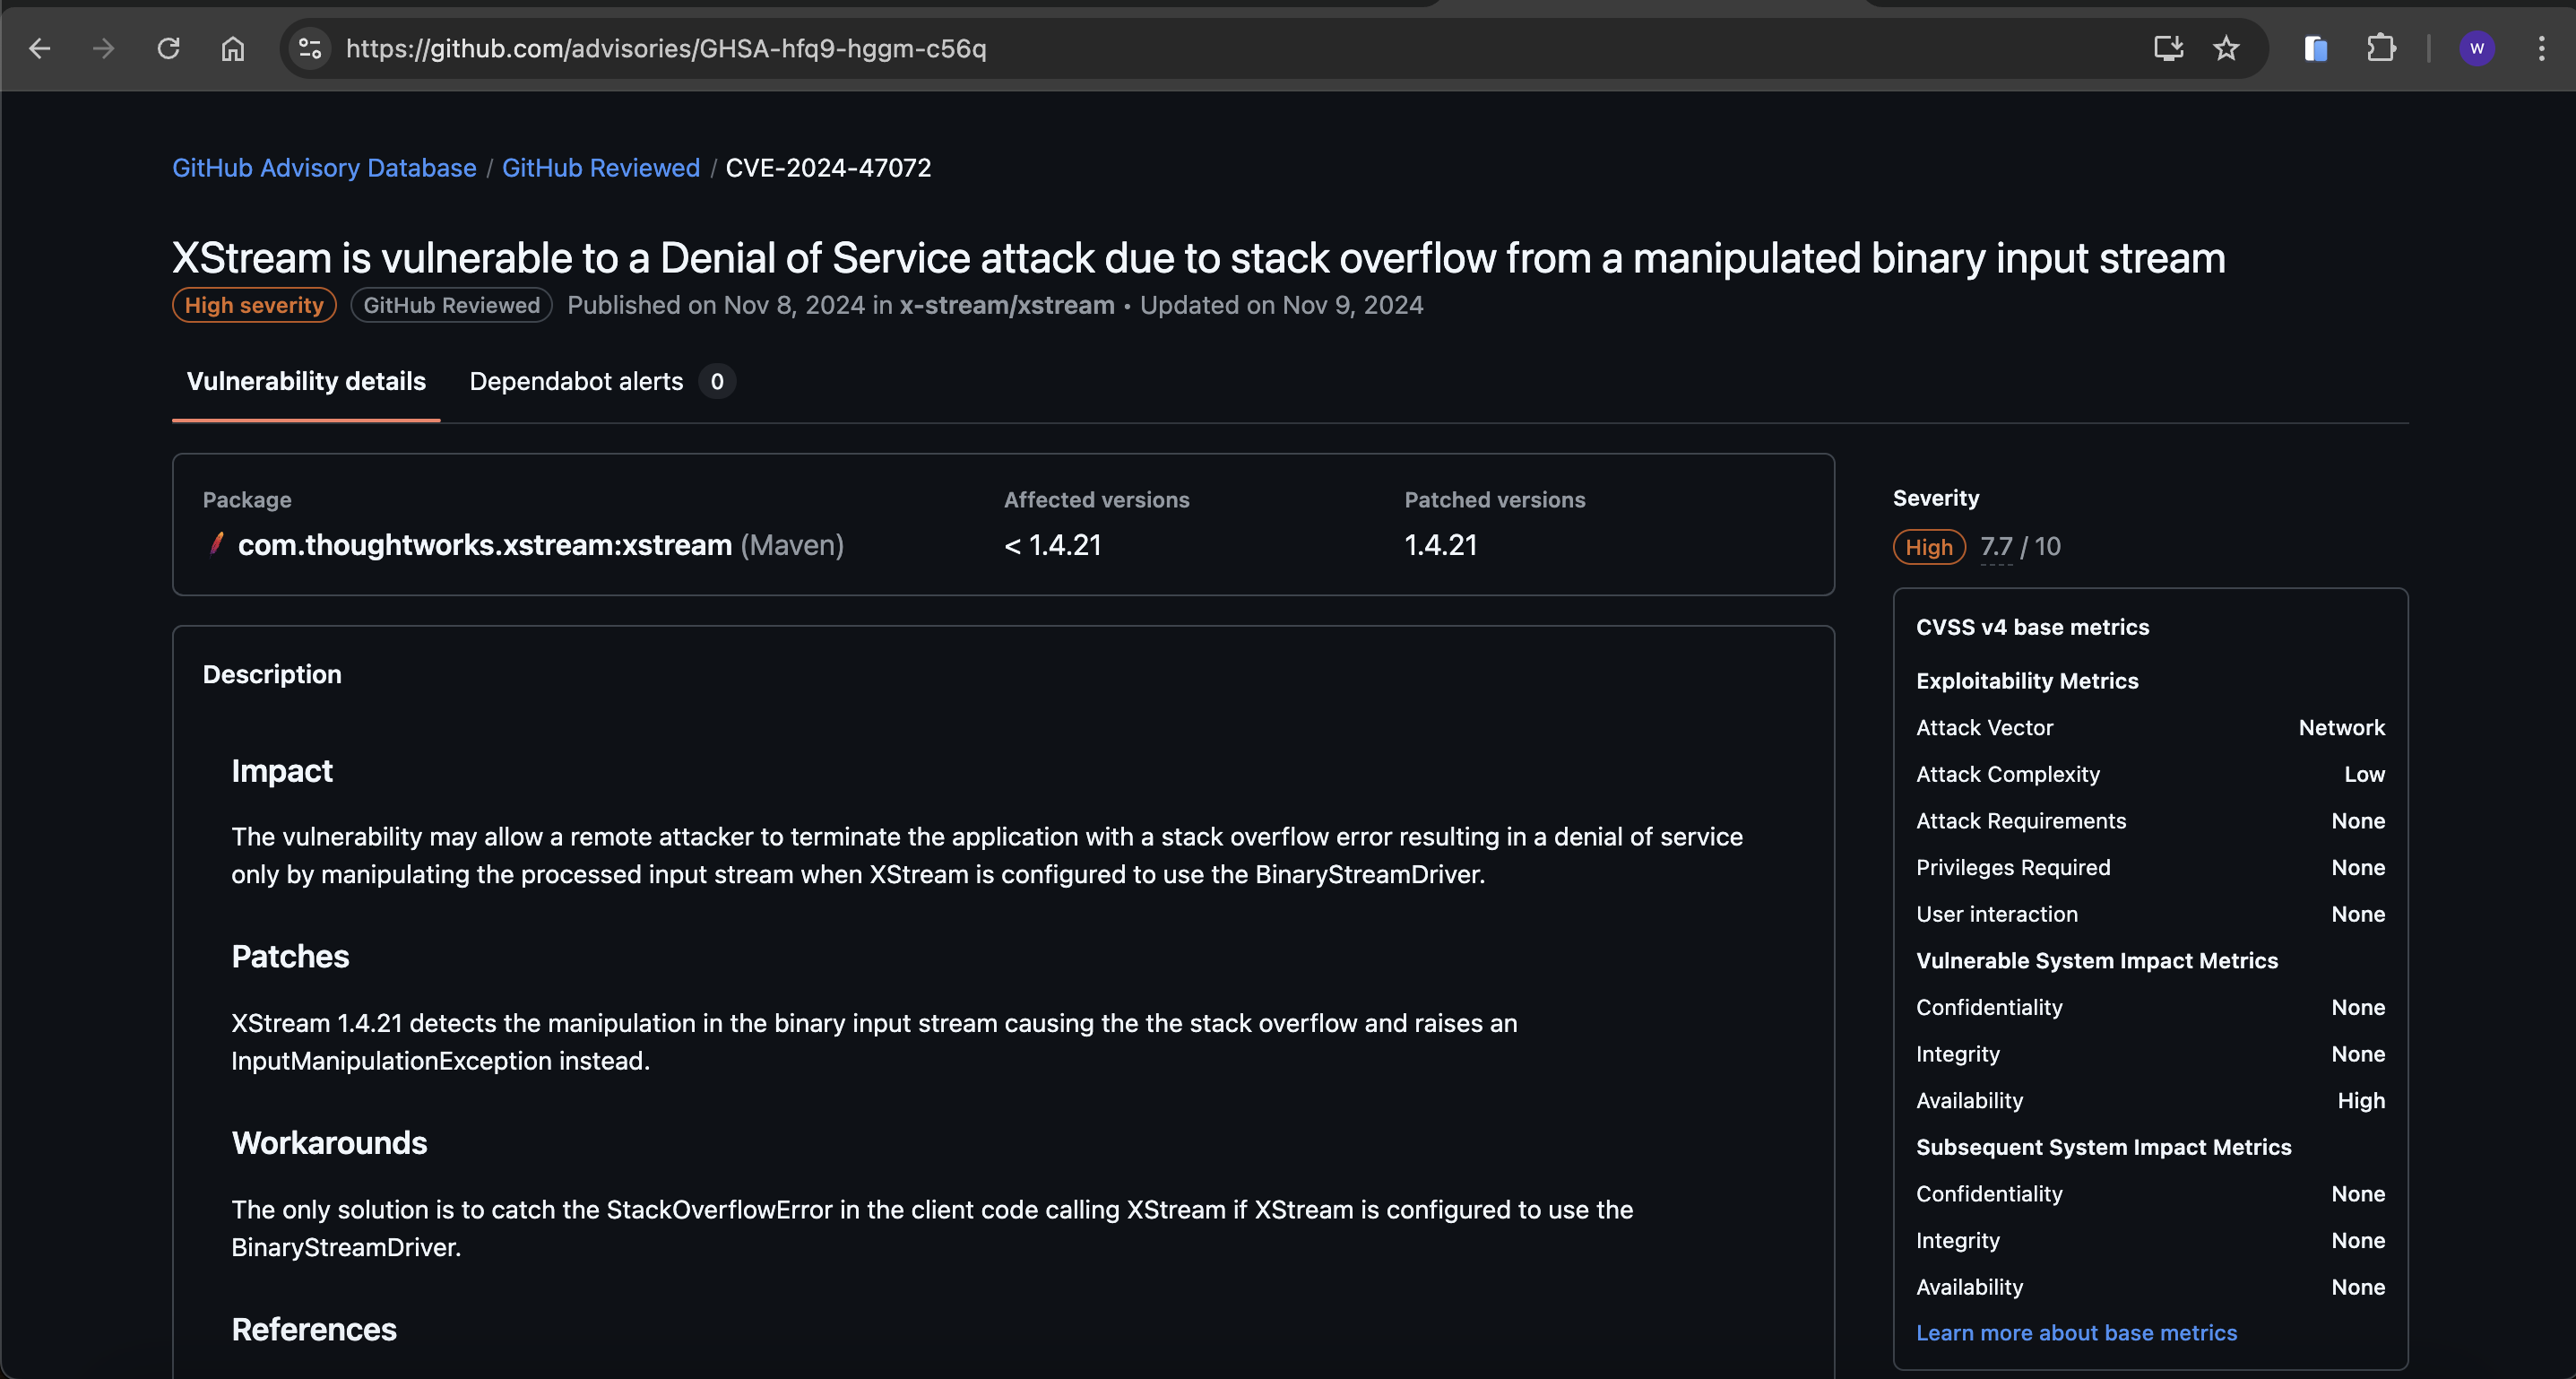 https://github.com/advisories/GHSA-hfq9-hggm-c56q
W
GitHub Advisory Database / GitHub Reviewed / CVE-2024-47072
XStream is vulnerable to a Denial of Service attack due to stack overflow from a manipulated binary input stream
High severity GitHub Reviewed Published on Nov 8, 2024 in x-stream/xstream • Updated on Nov 9, 2024
Vulnerability details Dependabot alerts 0
Package Affected versions Patched versions
com.thoughtworks.xstream:xstream (Maven) < 1.4.21 1.4.21
Description
Impact
The vulnerability may allow a remote attacker to terminate the application with a stack overflow error resulting in a denial of service
only by manipulating the processed input stream when XStream is configured to use the BinaryStreamDriver.
Patches
XStream 1.4.21 detects the manipulation in the binary input stream causing the the stack overflow and raises an
InputManipulationException instead.
Workarounds
The only solution is to catch the StackOverflowError in the client code calling XStream if XStream is configured to use the
BinaryStreamDriver.
References
Severity
High 7.7 / 10
CVSS v4 base metrics
Exploitability Metrics
Attack Vector Network
Attack Complexity Low
Attack Requirements None
Privileges Required None
User interaction None
Vulnerable System Impact Metrics
Confidentiality None
Integrity None
Availability High
Subsequent System Impact Metrics
Confidentiality None
Integrity None
Availability None
Learn more about base metrics